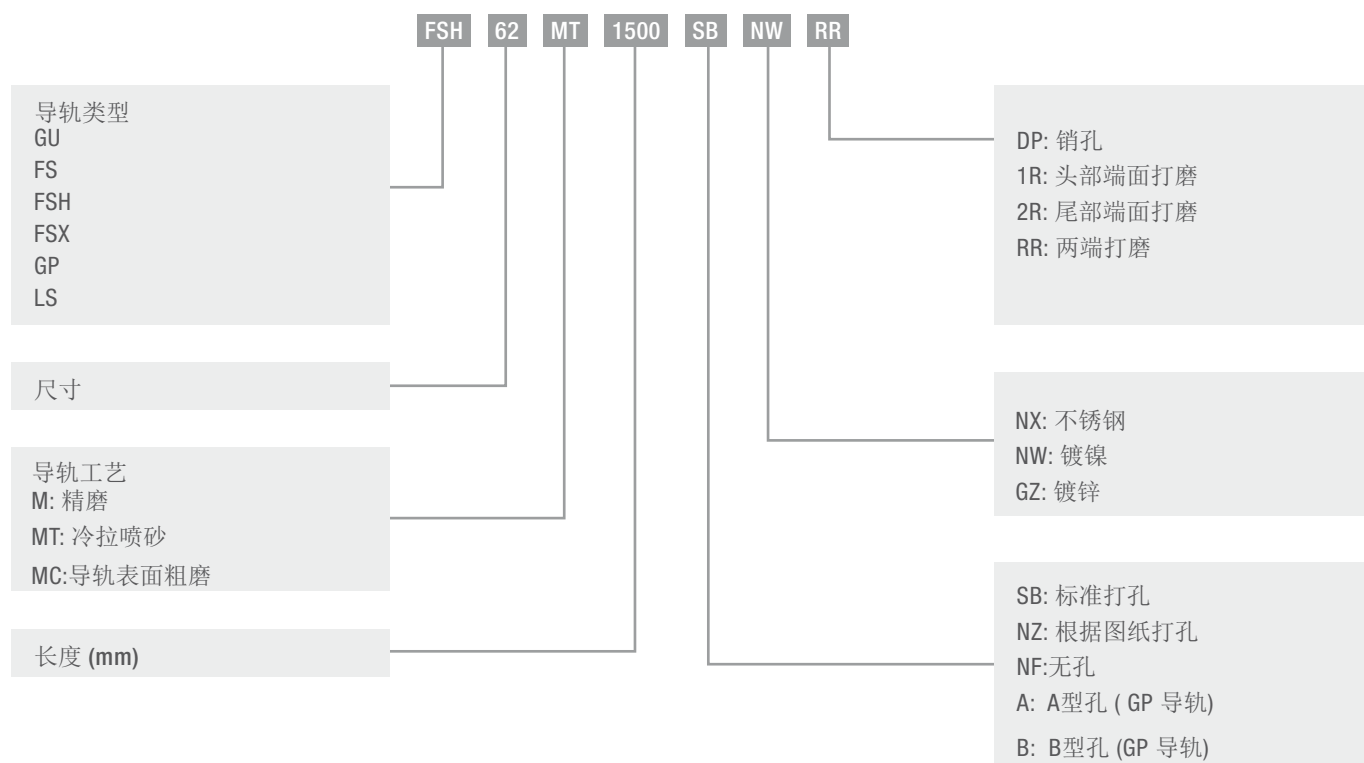 FSH 62 MT 1500 SB NW RR
导轨类型
GU
FS
FSH
FSX
GP
LS
尺寸
导轨工艺
M: 精磨
MT: 冷拉喷砂
MC:导轨表面粗磨
长度 (mm)
DP: 销孔
1R: 头部端面打磨
2R: 尾部端面打磨
RR: 两端打磨
NX: 不锈钢
NW: 镀镍
GZ: 镀锌
SB: 标准打孔
NZ: 根据图纸打孔
NF:无孔
A: A型孔 ( GP 导轨)
B: B型孔 (GP 导轨)